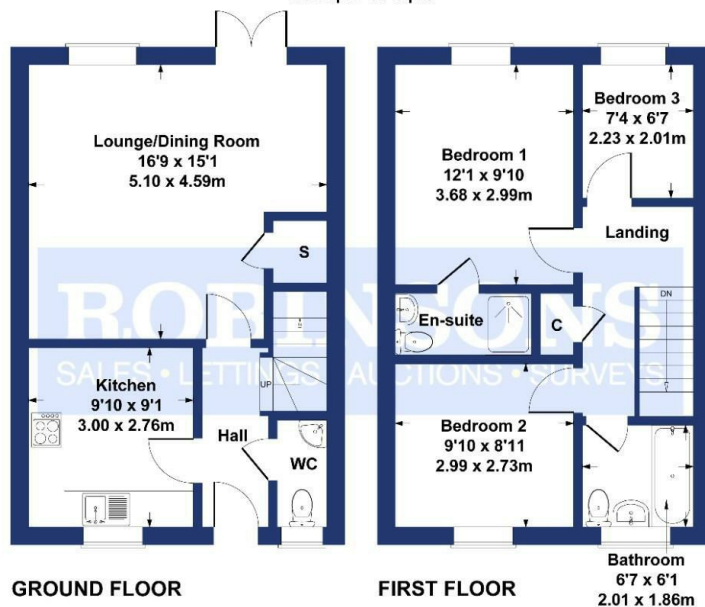 Lounge/Dining Room
16'9 x 15'1
5.10 x 4.59m
S
Kitchen
9'10 x 9'1
3.00 x 2.76m
UP
Hall
WC
GROUND FLOOR
Bedroom 1
12'1 x 9'10
3.68 x 2.99m
Bedroom 3
7'4 x 6'7
2.23 x 2.01m
Landing
DN
En-suite
C
Bedroom 2
9'10 x 8'11
2.99 x 2.73m
Bathroom
6'7 x 6'1
2.01 x 1.86m
FIRST FLOOR
ROBINSONS
SALES • LETTINGS • AUCTIONS • SURVEYS